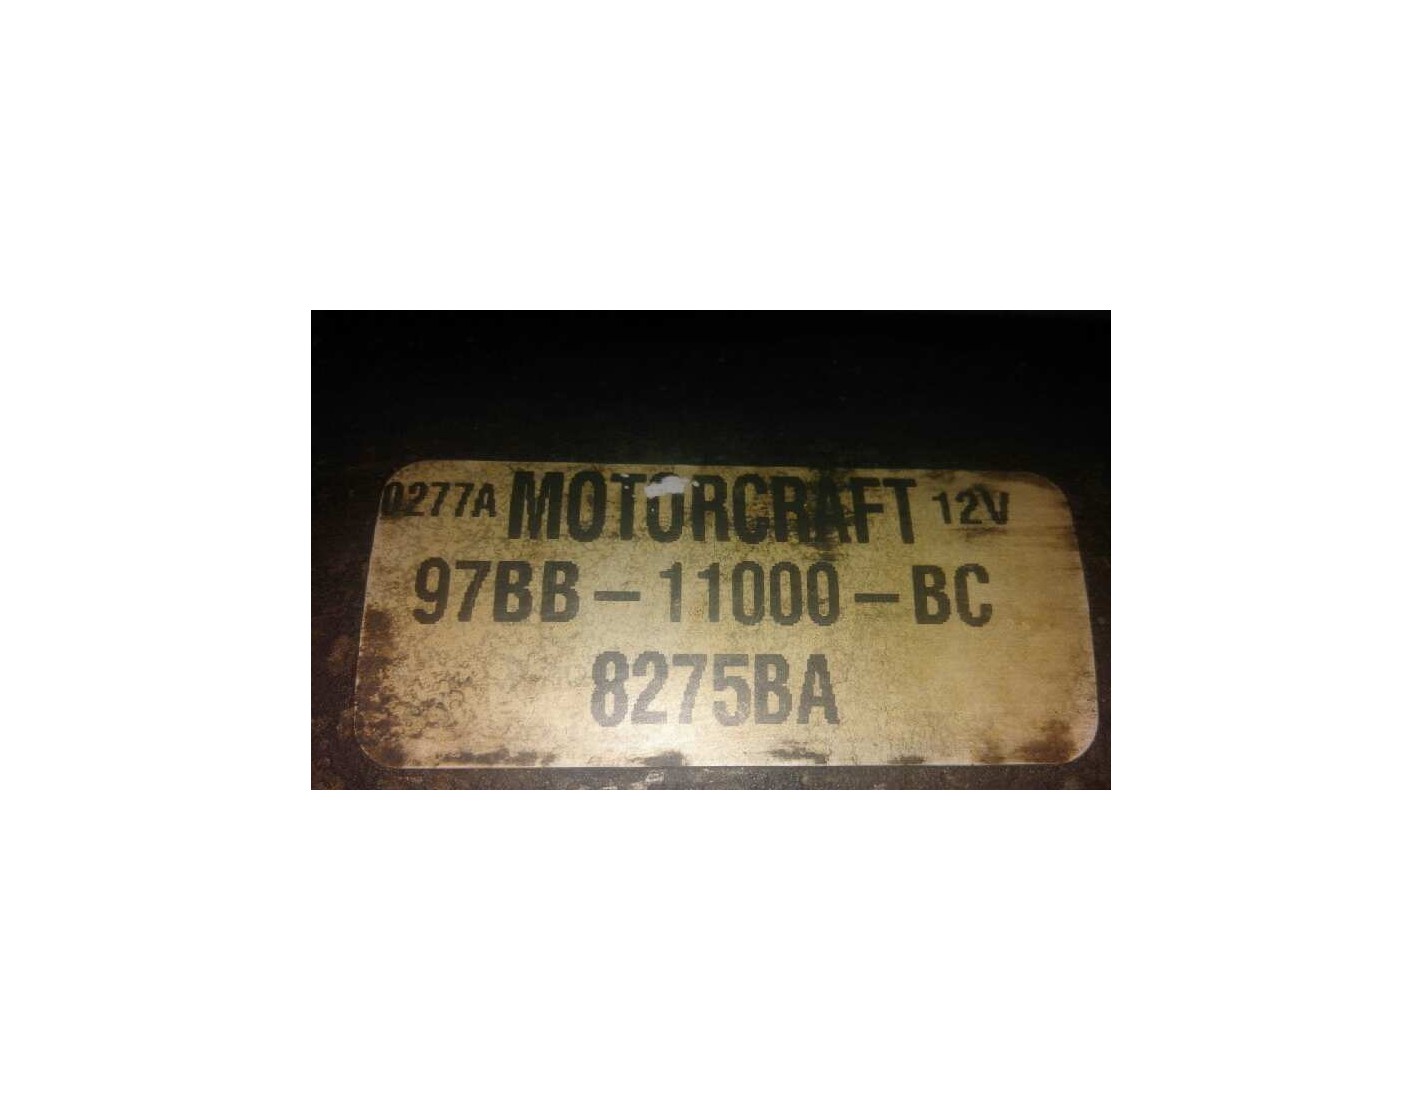 0277A MOTORCRAFT 12V
97BB-11000-BC
8275BA